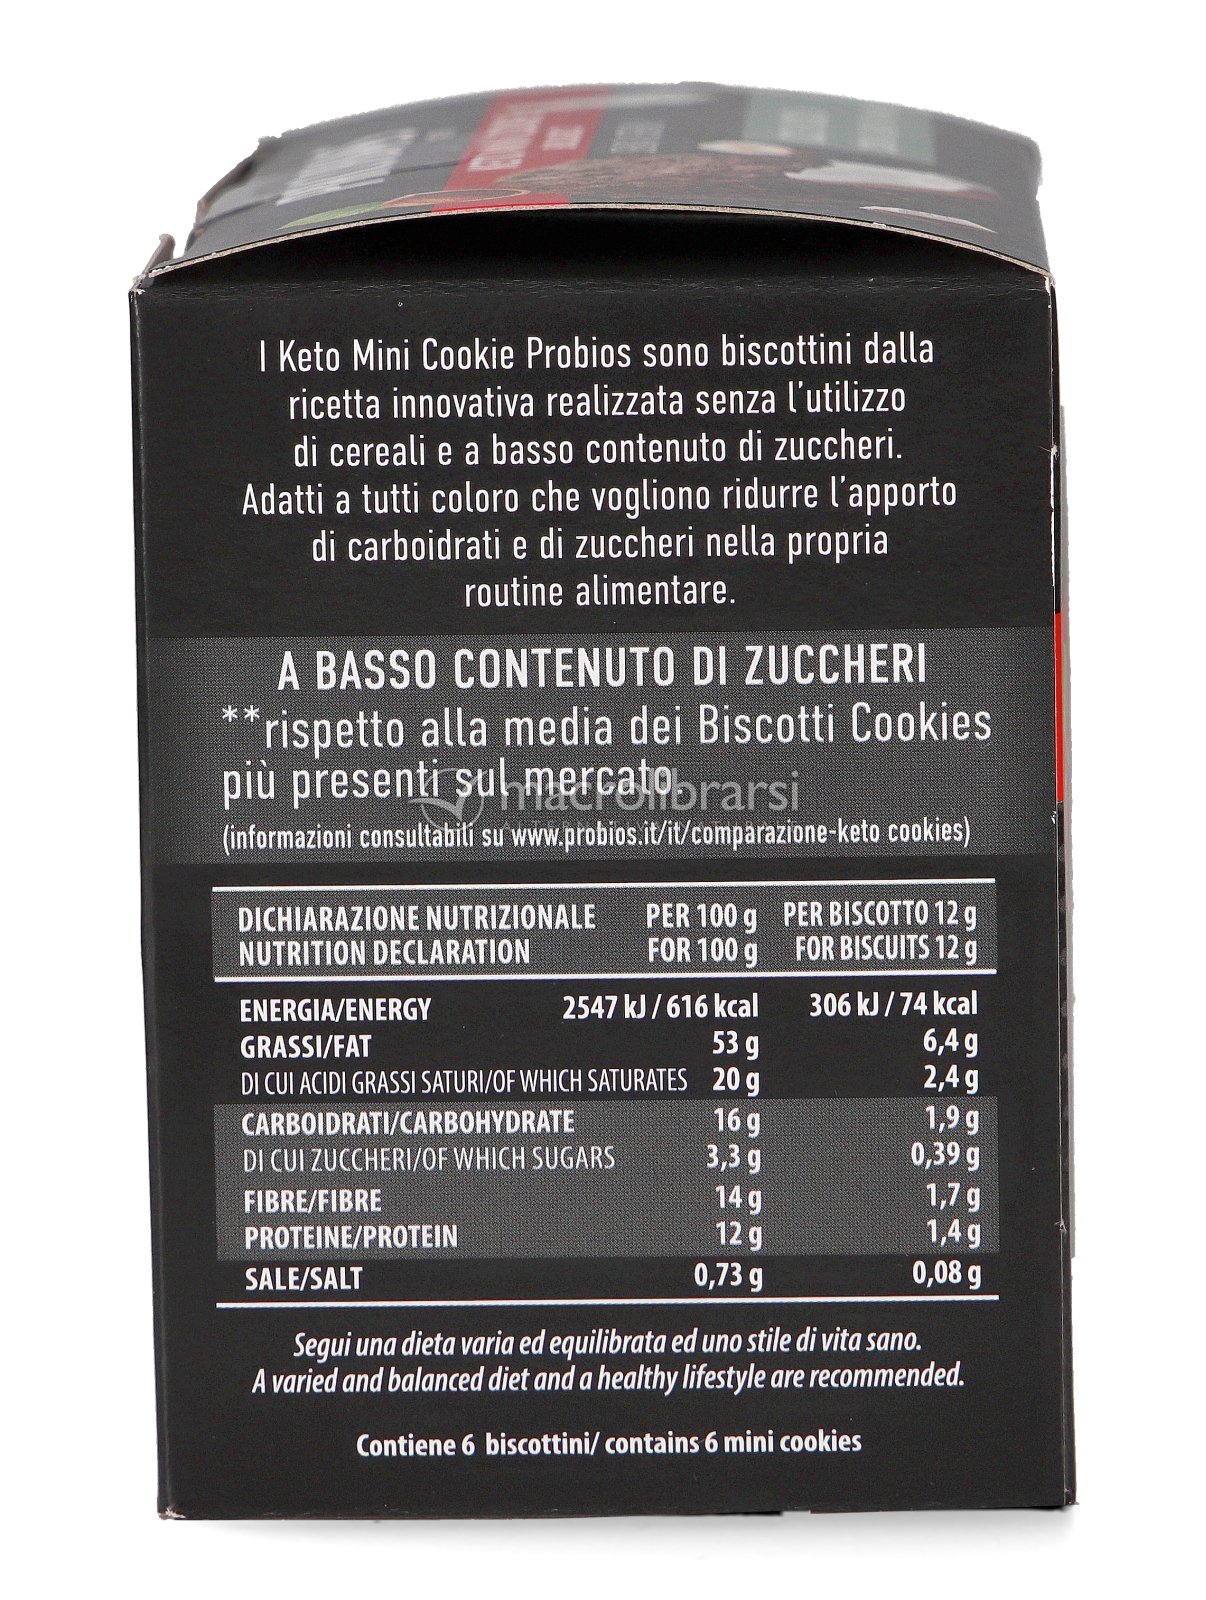 I Keto Mini Cookie Probios sono biscottini dalla
ricetta innovativa realizzata senza l'utilizzo
di cereali e a basso contenuto di zuccheri.
Adatti a tutti coloro che vogliono ridurre l'apporto
di carboidrati e di zuccheri nella propria
routine alimentare.
A BASSO CONTENUTO DI ZUCCHERI
**rispetto alla media dei Biscotti Cookies
più presenti sul mercato.
macrolibrarsi
(informazioni consultabili su www.probios.it/it/comparazione-keto cookies)
DICHIARAZIONE NUTRIZIONALE PER 100 g PER BISCOTTO 12 g
NUTRITION DECLARATION FOR 100 g FOR BISCUITS 12 g
ENERGIA/ENERGY 2547 kJ / 616 kcal 306 kJ / 74 kcal
GRASSI/FAT 53 g 6,4 g
DI CUI ACIDI GRASSI SATURI/OF WHICH SATURATES 20 g 2,4 g
CARBOIDRATI/CARBOHYDRATE 16 g 1,9 g
DI CUI ZUCCHERI/OF WHICH SUGARS 3,3 g 0,39 g
FIBRE/FIBRE 14 g 1,7 g
PROTEINE/PROTEIN 12 g 1,4 g
SALE/SALT 0,73 g 0,08 g
Segui una dieta varia ed equilibrata ed uno stile di vita sano.
A varied and balanced diet and a healthy lifestyle are recommended.
Contiene 6 biscottini/ contains 6 mini cookies